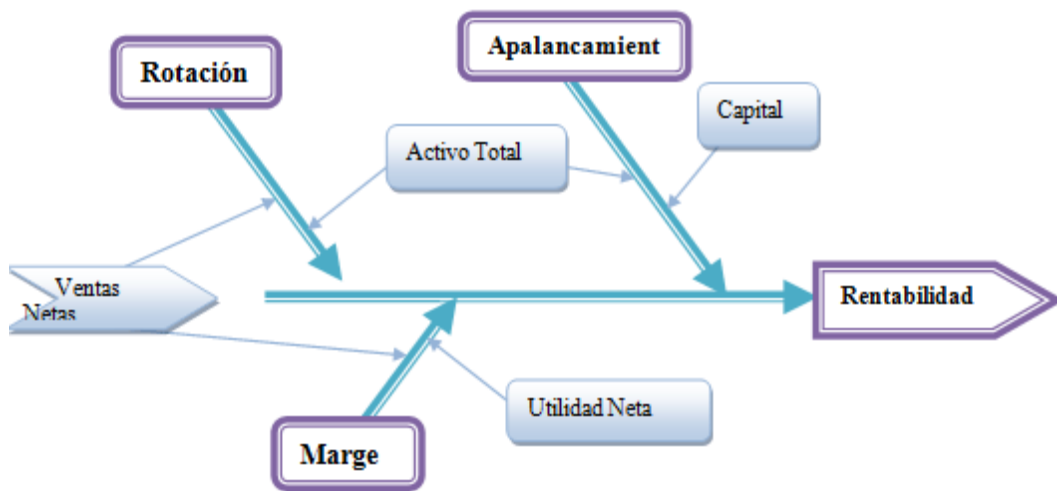 Apalancamient
Rotación
Capital
Activo Total
Ventas
Netas
Rentabilidad
Utilidad Neta
Marge